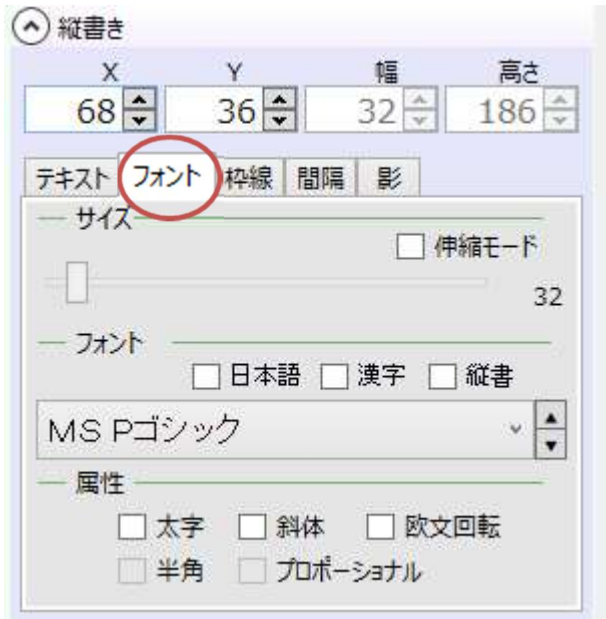 縦書き
X Y 幅 高さ
68 36 32 186
テキスト フォント 枠線 間隔 影
サイズ
伸縮モード
32
フォント
日本語 漢字 縦書
MS Pゴシック
属性
太字 斜体 欧文回転
半角 プロポーショナル